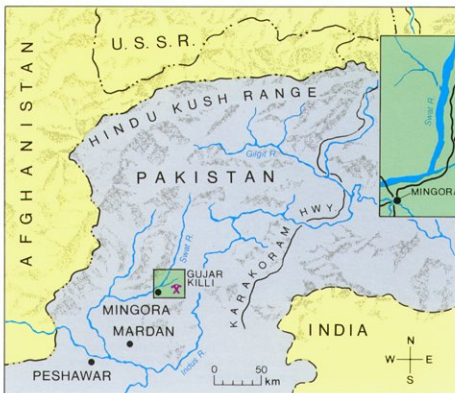 U.S.S.R.
AFGHANISTAN
HINDU KUSH RANGE
Gilgit R.
PAKISTAN
Swat R.
MINGORA
HWY.
KARAKORAM
Swat R.
GUJAR
KILLI
MINGORA
MARDAN
INDIA
PESHAWAR
Indus R.
N
W E
S
0 50
km